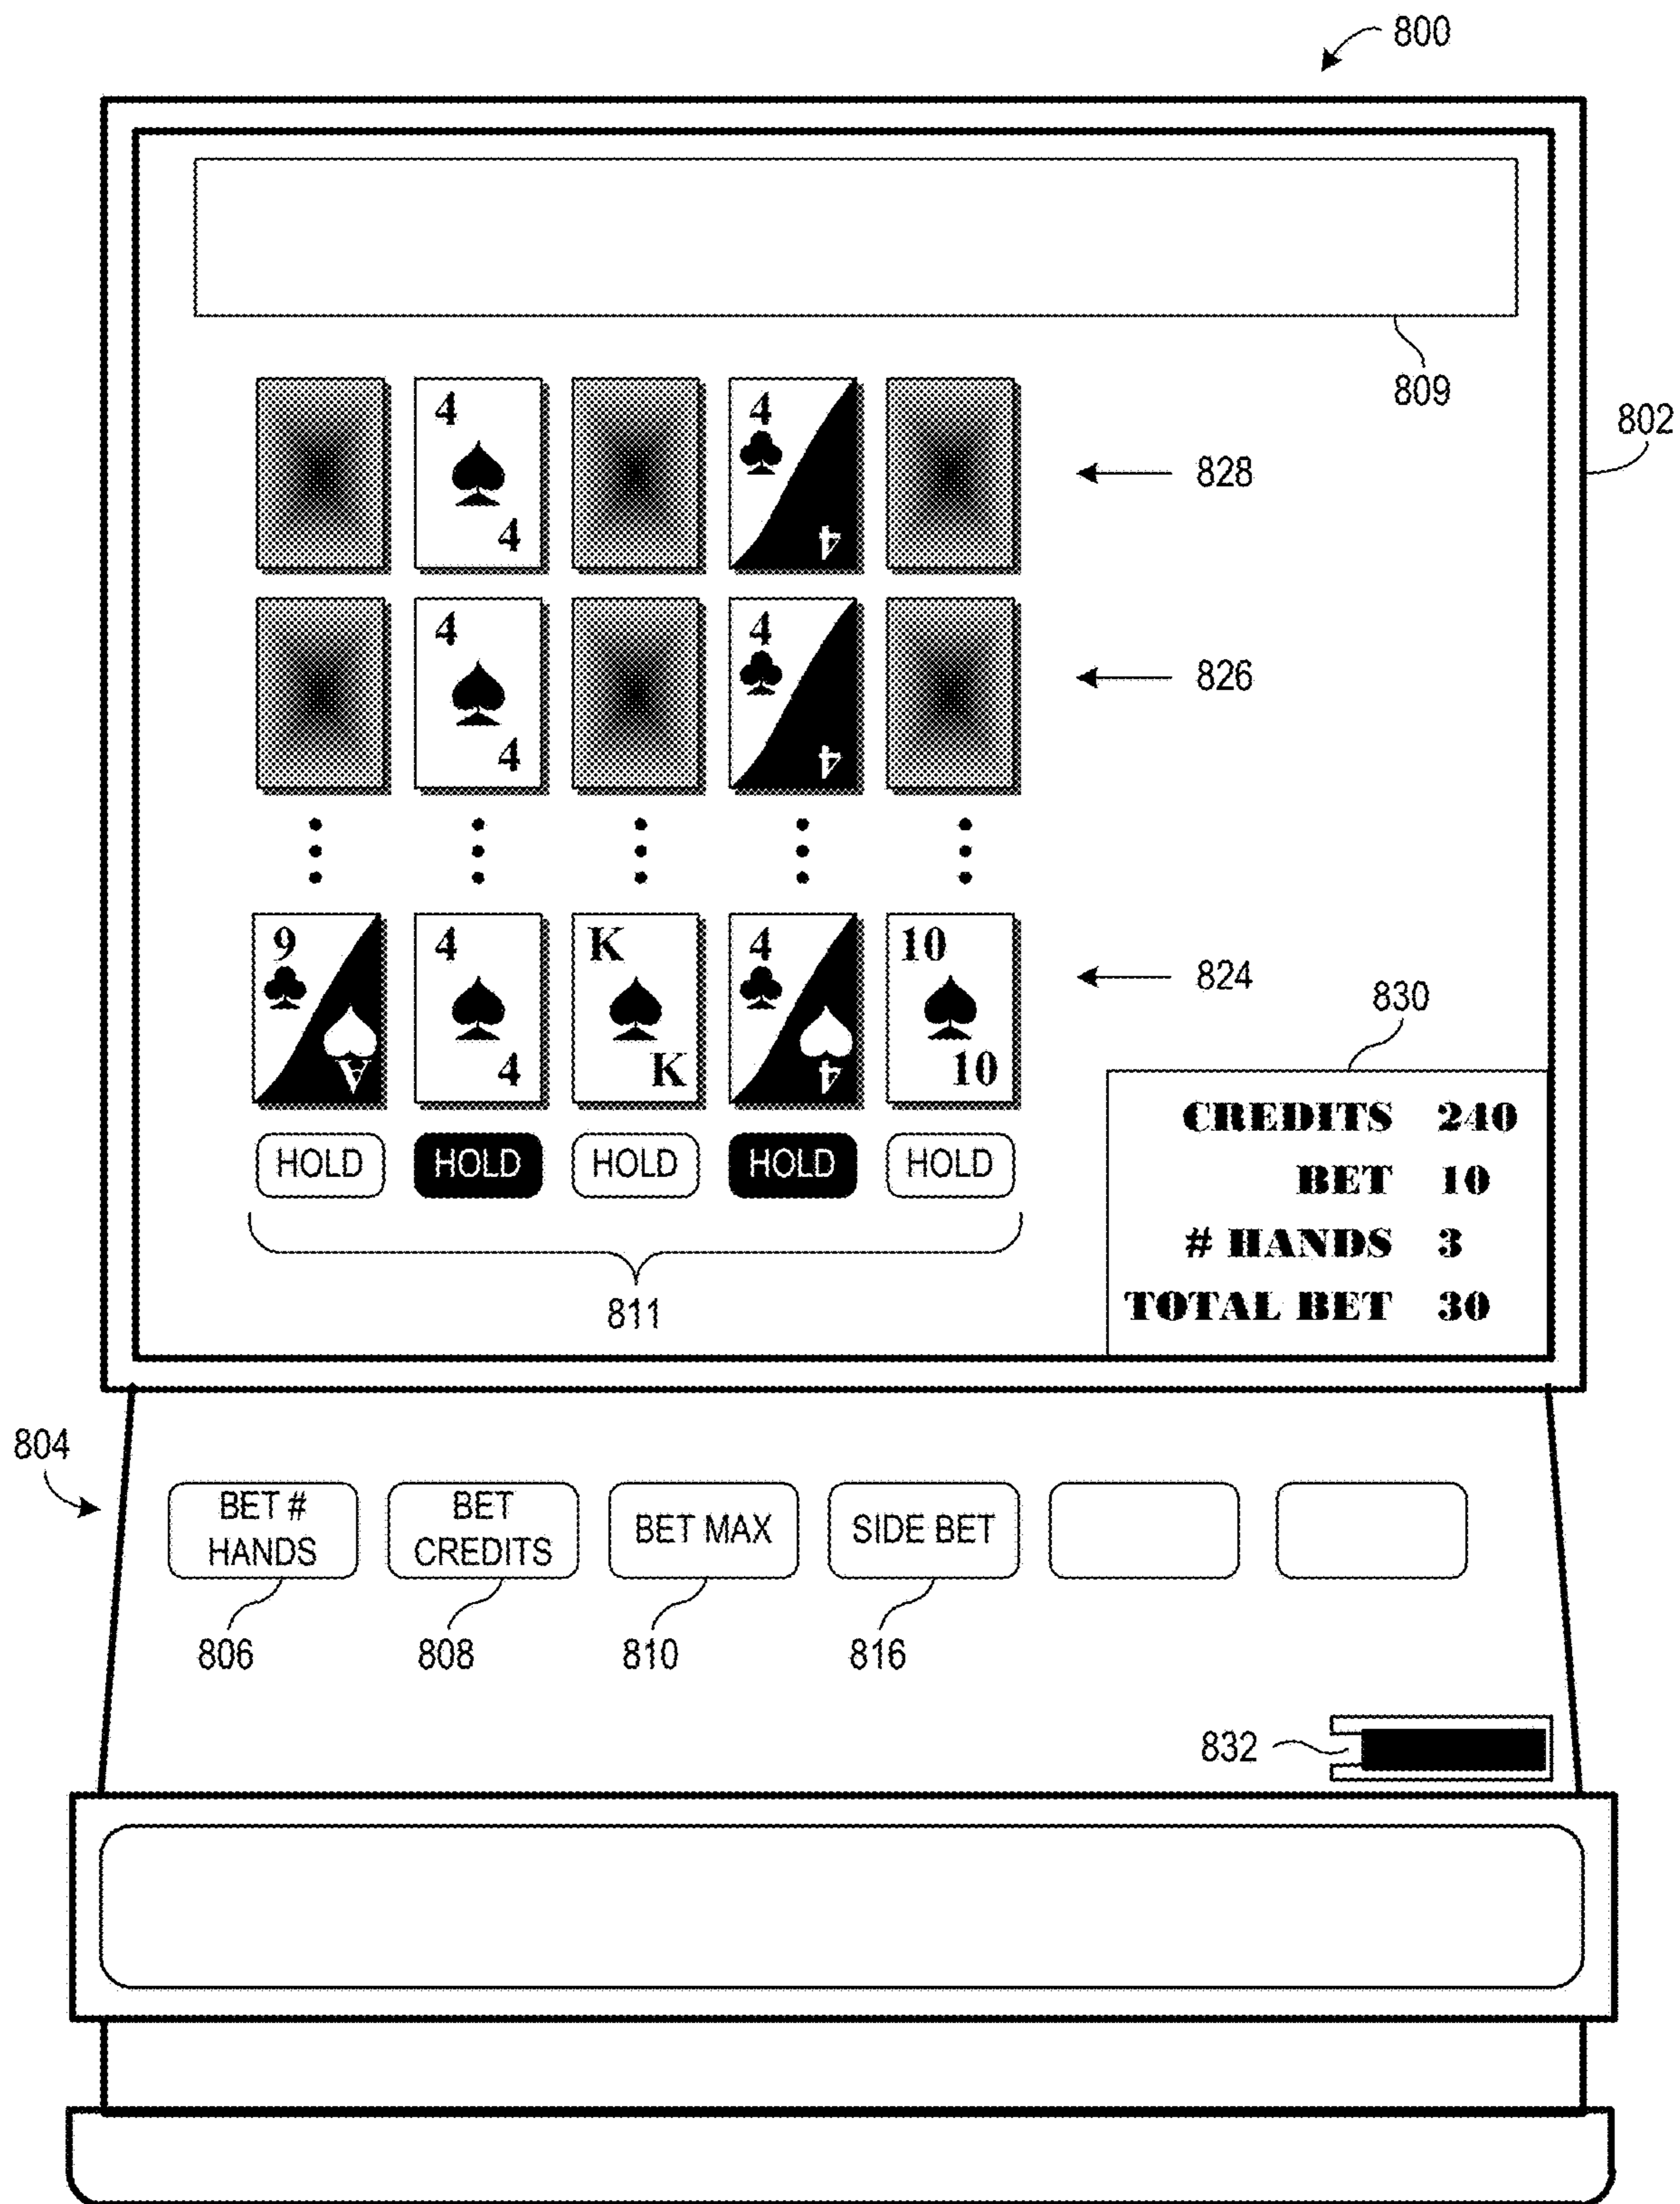 800
809
802
4 4
4 4
828
4 4
4 4
826
9 A
4 4
K K
4 4
10 10
824
830
HOLD HOLD HOLD HOLD HOLD
811
CREDITS 240
BET 10
# HANDS 3
TOTAL BET 30
804
BET #
HANDS
BET
CREDITS
BET MAX
SIDE BET
806
808
810
816
832